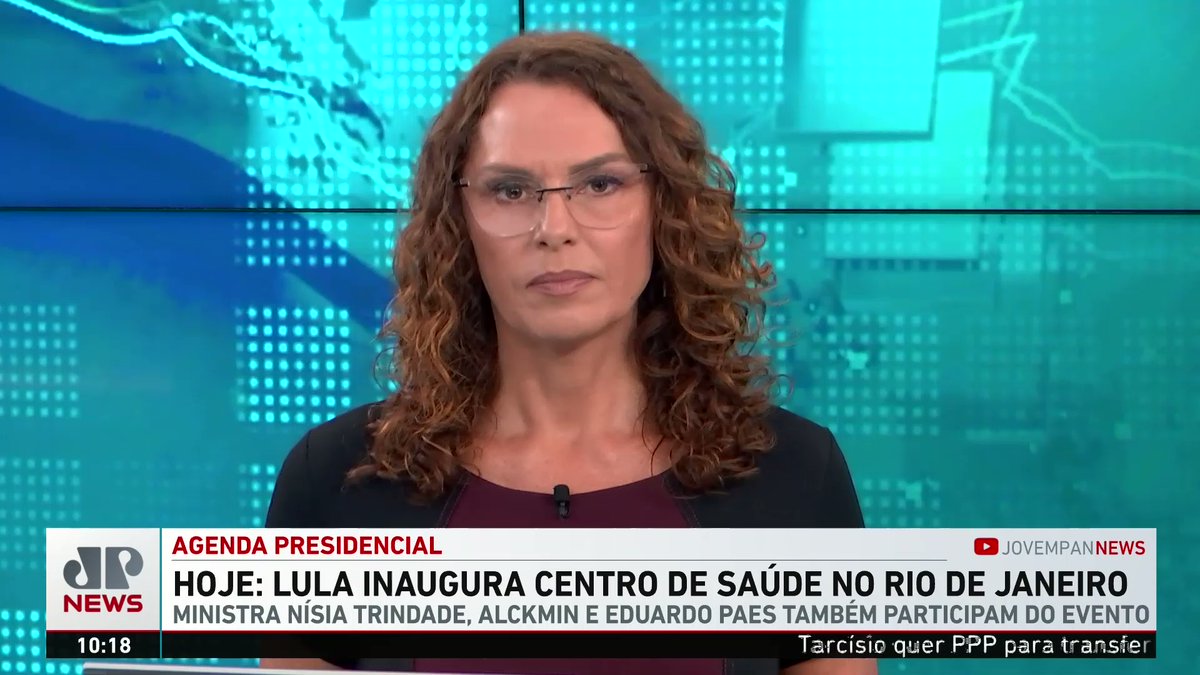 AGENDA PRESIDENCIAL
JOVEMPANNEWS
JP
NEWS
HOJE: LULA INAUGURA CENTRO DE SAÚDE NO RIO DE JANEIRO
MINISTRA NÍSIA TRINDADE, ALCKMIN E EDUARDO PAES TAMBÉM PARTICIPAM DO EVENTO
10:18
Tarcísio quer PPP para transfer